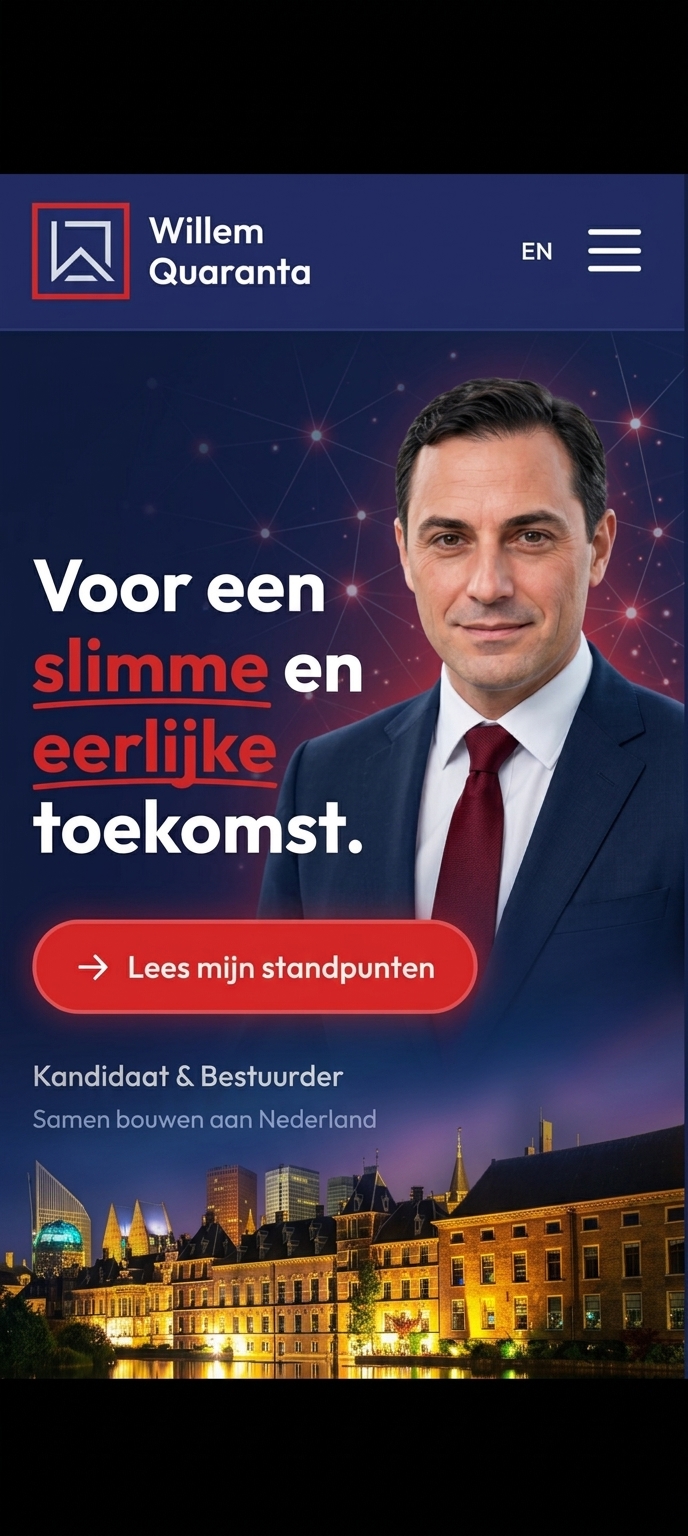 Willem
Quaranta
EN
Voor een
slimme en
eerlijke
toekomst.
→ Lees mijn standpunten
Kandidaat & Bestuurder
Samen bouwen aan Nederland